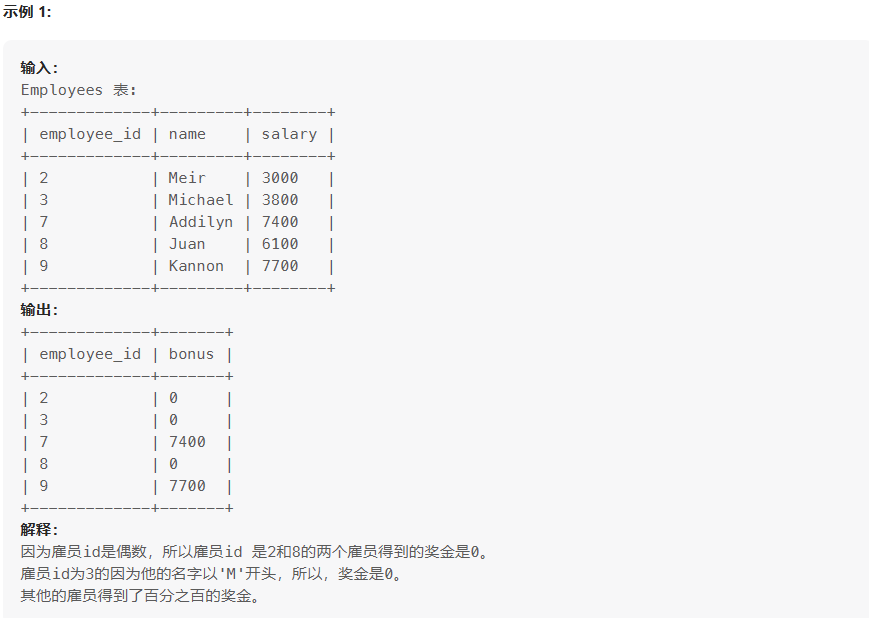 示例 1:
输入:
Employees 表:
+-------------+---------+--------+
| employee_id | name    | salary |
+-------------+---------+--------+
| 2           | Meir    | 3000   |
| 3           | Michael | 3800   |
| 7           | Addilyn | 7400   |
| 8           | Juan    | 6100   |
| 9           | Kannon  | 7700   |
+-------------+---------+--------+
输出:
+-------------+-------+
| employee_id | bonus |
+-------------+-------+
| 2           | 0     |
| 3           | 0     |
| 7           | 7400  |
| 8           | 0     |
| 9           | 7700  |
+-------------+-------+
解释:
因为雇员id是偶数，所以雇员id 是2和8的两个雇员得到的奖金是0。
雇员id为3的因为他的名字以'M'开头，所以，奖金是0。
其他的雇员得到了百分之百的奖金。